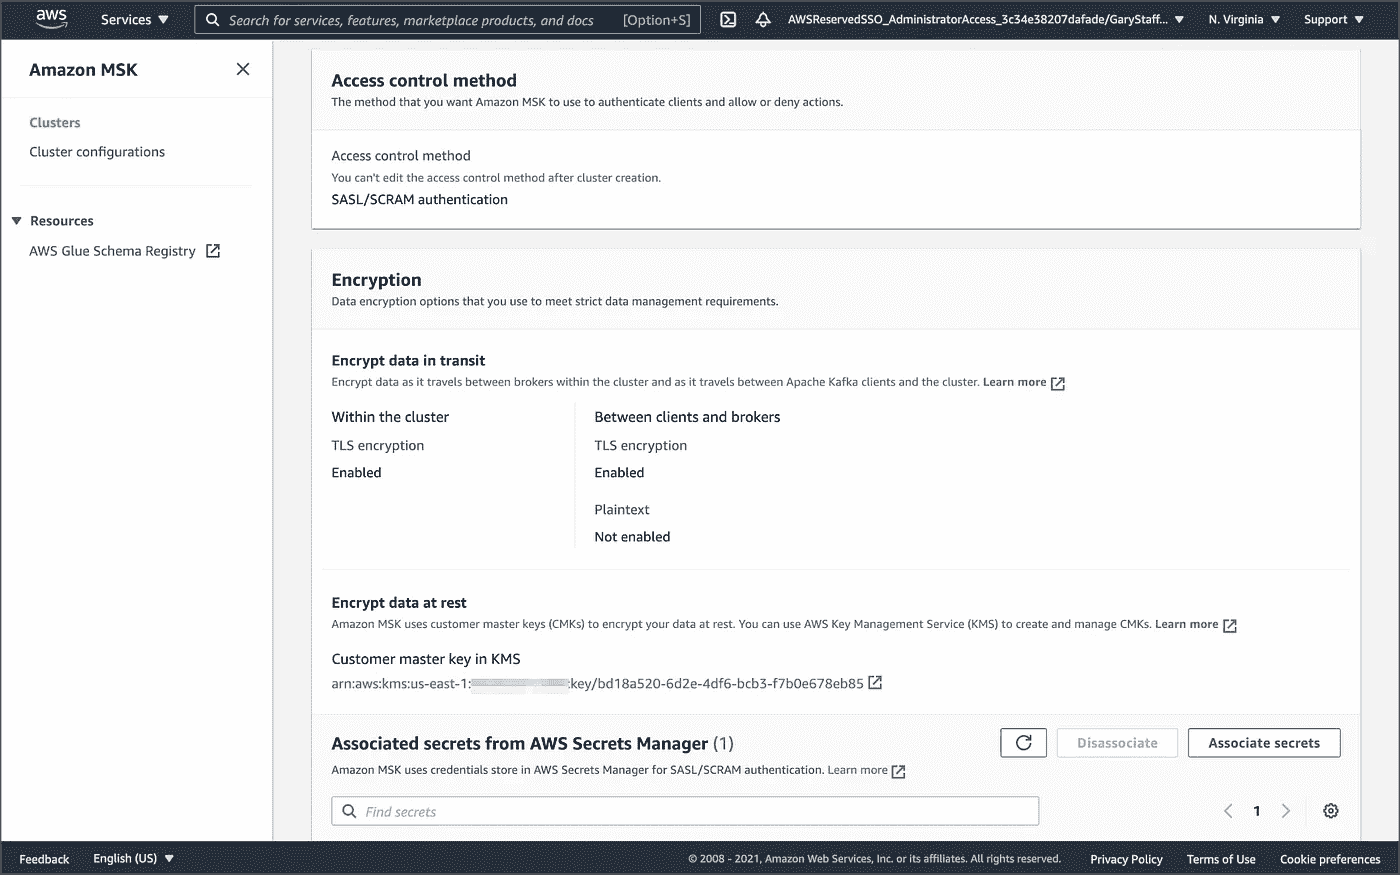 aws
Services
Search for services, features, marketplace products, and docs [Option+S]
AWSReservedSSO_AdministratorAccess_3c34e38207dafade/GaryStaff...
N. Virginia
Support
Amazon MSK
Clusters
Cluster configurations
Resources
AWS Glue Schema Registry
Access control method
The method that you want Amazon MSK to use to authenticate clients and allow or deny actions.
Access control method
You can't edit the access control method after cluster creation.
SASL/SCRAM authentication
Encryption
Data encryption options that you use to meet strict data management requirements.
Encrypt data in transit
Encrypt data as it travels between brokers within the cluster and as it travels between Apache Kafka clients and the cluster. Learn more
Within the cluster
TLS encryption
Enabled
Between clients and brokers
TLS encryption
Enabled
Plaintext
Not enabled
Encrypt data at rest
Amazon MSK uses customer master keys (CMKs) to encrypt your data at rest. You can use AWS Key Management Service (KMS) to create and manage CMKs. Learn more
Customer master key in KMS
arn:aws:kms:us-east-1: :key/bd18a520-6d2e-4df6-bcb3-f7b0e678eb85
Associated secrets from AWS Secrets Manager (1)
Disassociate
Associate secrets
Amazon MSK uses credentials store in AWS Secrets Manager for SASL/SCRAM authentication. Learn more
Find secrets
1
Feedback
English (US)
© 2008 - 2021, Amazon Web Services, Inc. or its affiliates. All rights reserved.
Privacy Policy
Terms of Use
Cookie preferences